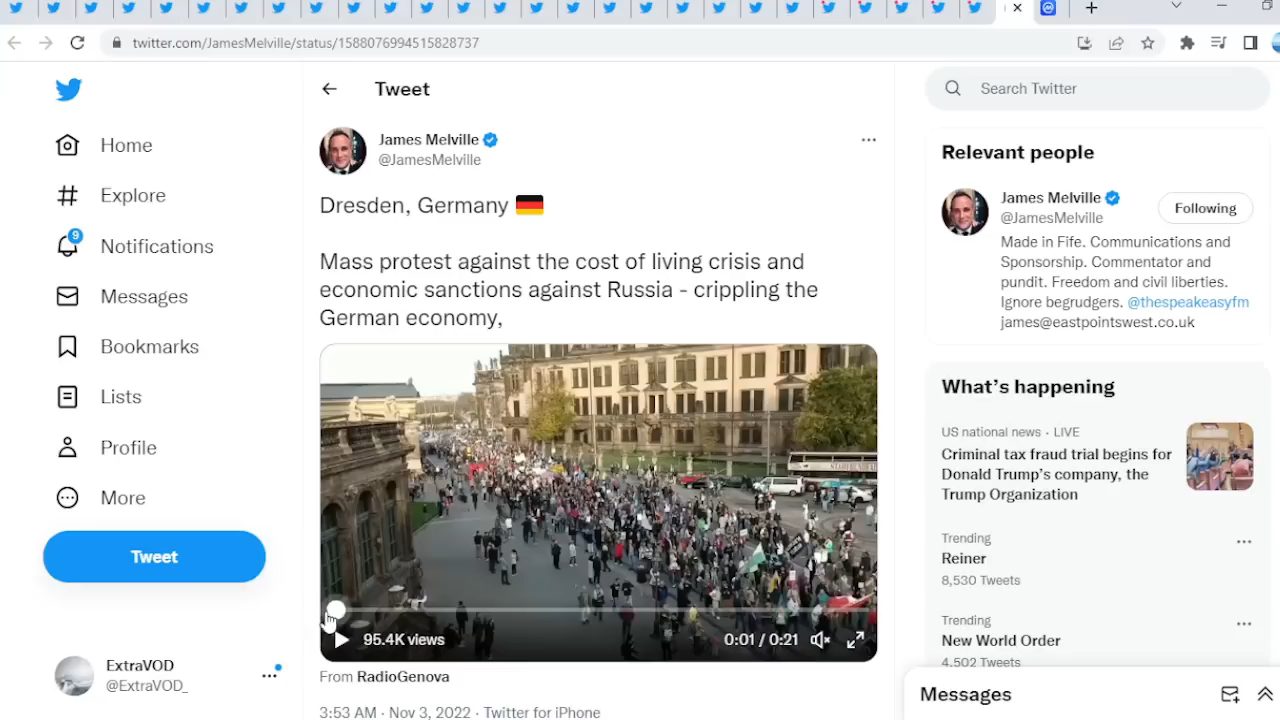 twitter.com/JamesMelville/status/1588076994515828737
Home
Explore
9
Notifications
Messages
Bookmarks
Lists
Profile
More
Tweet
ExtraVOD
@ExtraVOD_
Tweet
James Melville
@JamesMelville
Dresden, Germany
Mass protest against the cost of living crisis and
economic sanctions against Russia - crippling the
German economy,
95.4K views
0:01 / 0:21
From RadioGenova
3:53 AM · Nov 3, 2022 · Twitter for iPhone
Search Twitter
Relevant people
James Melville
@JamesMelville
Following
Made in Fife. Communications and
Sponsorship. Commentator and
pundit. Freedom and civil liberties.
Ignore begrudgers. @thespeakeasyfm
james@eastpointswest.co.uk
What's happening
US national news · LIVE
Criminal tax fraud trial begins for
Donald Trump's company, the
Trump Organization
Trending
Reiner
8,530 Tweets
Trending
New World Order
4,502 Tweets
Messages